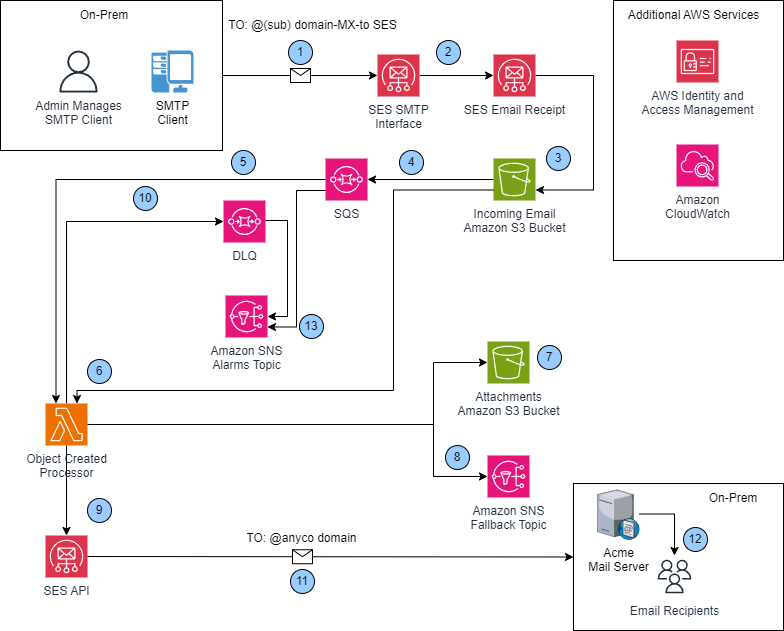 On-Prem
Admin Manages
SMTP Client
SMTP
Client
TO: @(sub) domain-MX-to SES
1
SES SMTP
Interface
2
SES Email Receipt
Additional AWS Services
AWS Identity and
Access Management
Amazon
CloudWatch
3
Incoming Email
Amazon S3 Bucket
4
SQS
5
10
DLQ
13
Amazon SNS
Alarms Topic
6
Object Created
Processor
7
Attachments
Amazon S3 Bucket
8
Amazon SNS
Fallback Topic
9
SES API
TO: @anyco domain
11
On-Prem
Acme
Mail Server
12
Email Recipients